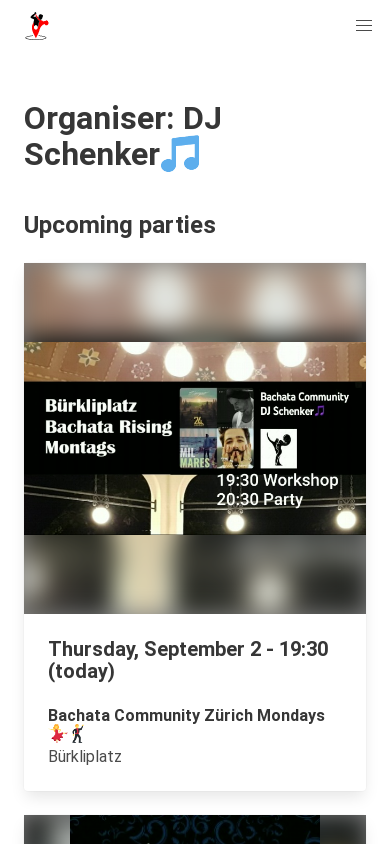 Organiser: DJ
Schenker🎵
Upcoming parties
Bürkliplatz
Bachata Rising
Montags
Bachata Community
DJ Schenker🎵
MIL
MARES
19:30 Workshop
20:30 Party
Thursday, September 2 - 19:30
(today)
Bachata Community Zürich Mondays
💃🕺
Bürkliplatz